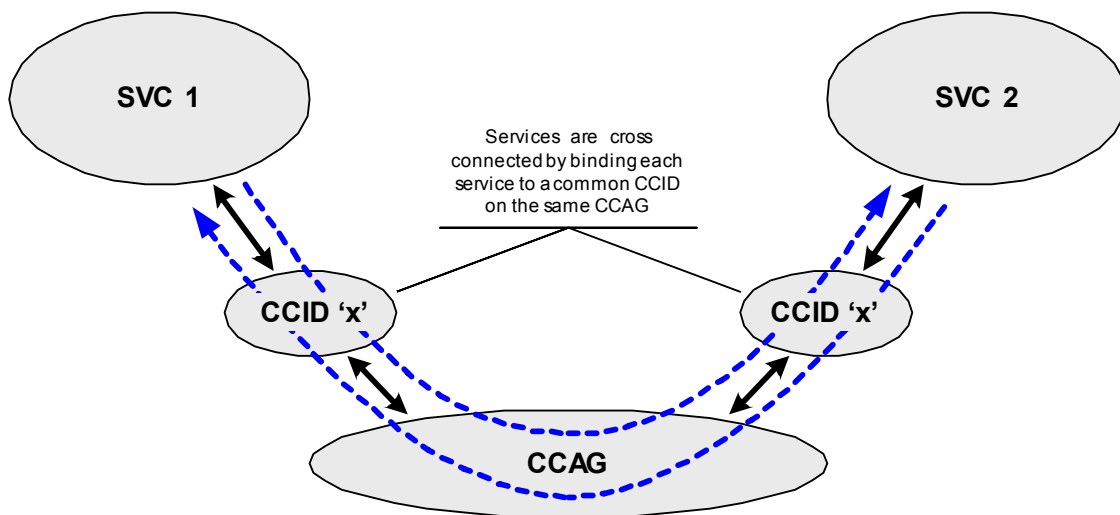 SVC 1
SVC 2
Services are cross
connected by binding each
service to a common CCID
on the same CCAG
CCID ‘x’
CCID ‘x’
CCAG